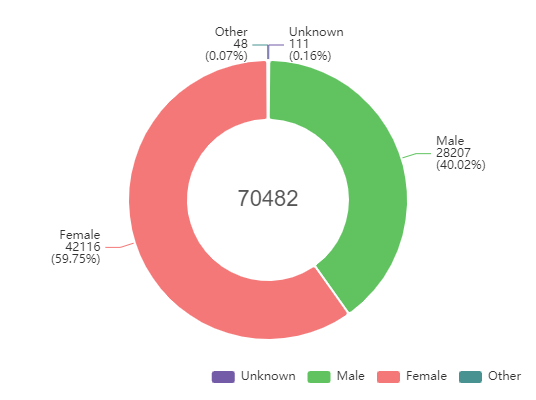 Other
48
(0.07%)
Unknown
111
(0.16%)
Male
28207
(40.02%)
70482
Female
42116
(59.75%)
Unknown Male Female Other